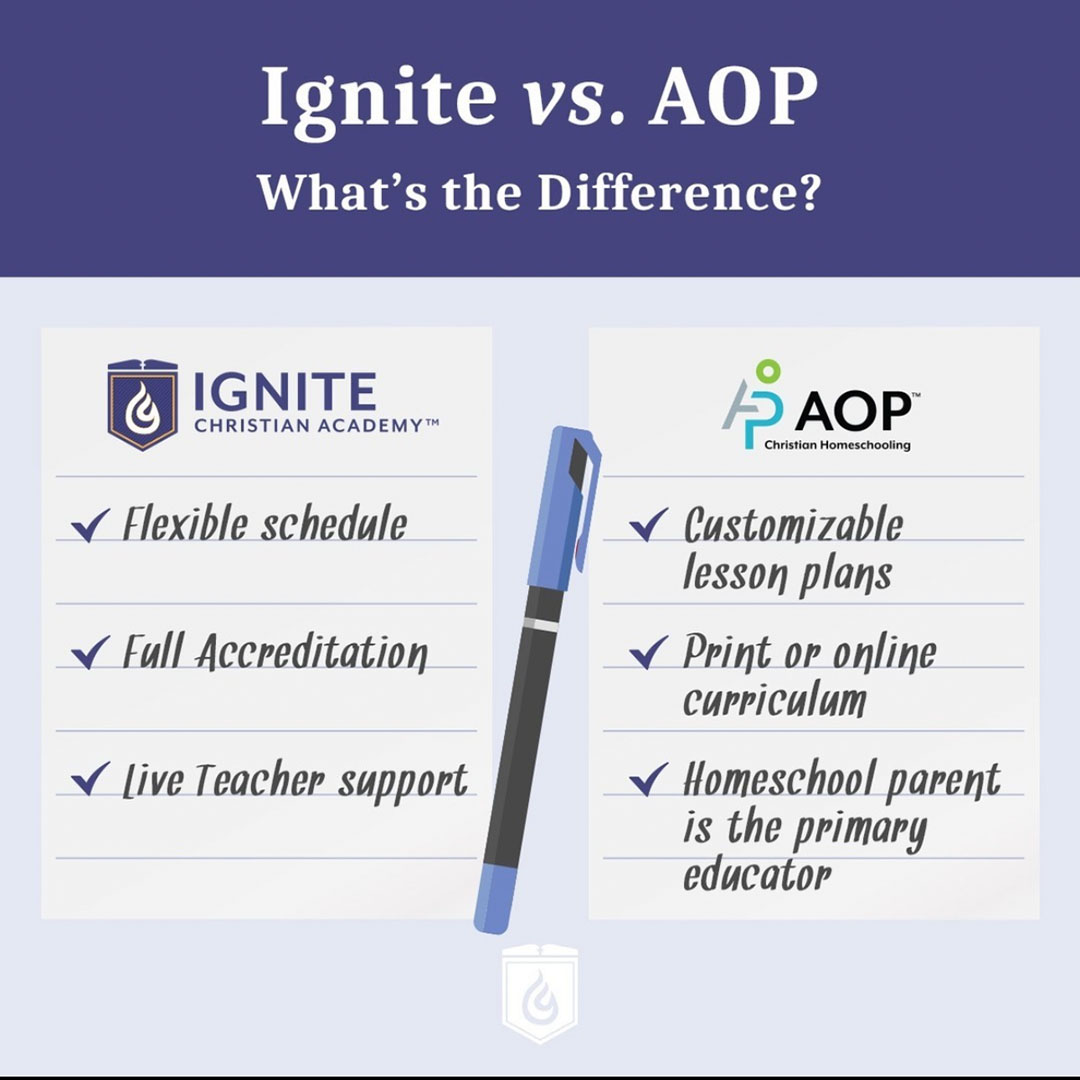 Ignite vs. AOP
What's the Difference?
IGNITE
CHRISTIAN ACADEMY™
Flexible schedule
Full Accreditation
Live Teacher support
AOP™
Christian Homeschooling
Customizable
lesson plans
Print or online
curriculum
Homeschool parent
is the primary
educator